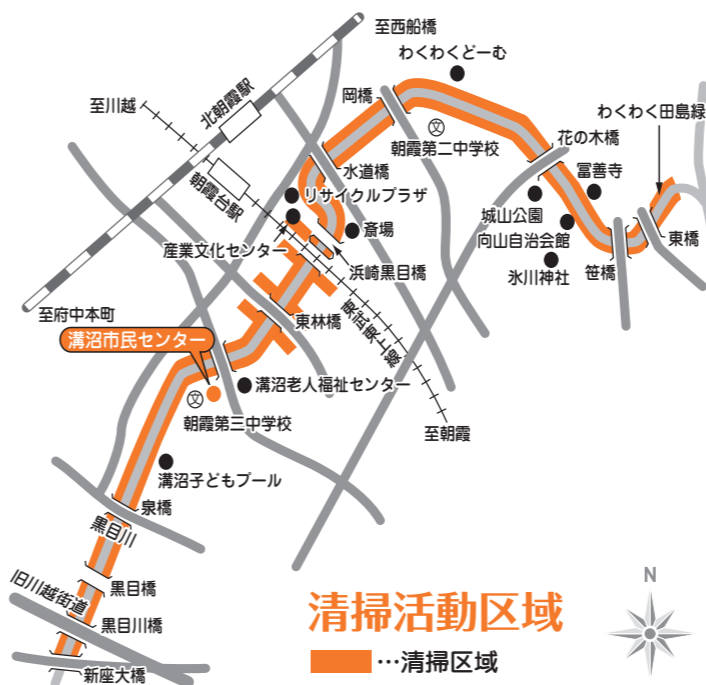 至西船橋
わくわくどーむ
北朝霞駅
岡橋
至川越
わくわく田島緑
文
花の木橋
朝霞第二中学校
水道橋
冨善寺
朝霞台駅
リサイクルプラザ
城山公園
斎場
産業文化センター
向山自治会館
東橋
浜崎黒目橋
笹橋
氷川神社
至府中本町
東林橋
東武東上線
溝沼市民センター
溝沼老人福祉センター
文
朝霞第三中学校
至朝霞
溝沼子どもプール
泉橋
黒目川
黒目橋
旧川越街道
黒目川橋
新座大橋
N
清掃活動区域
…清掃区域